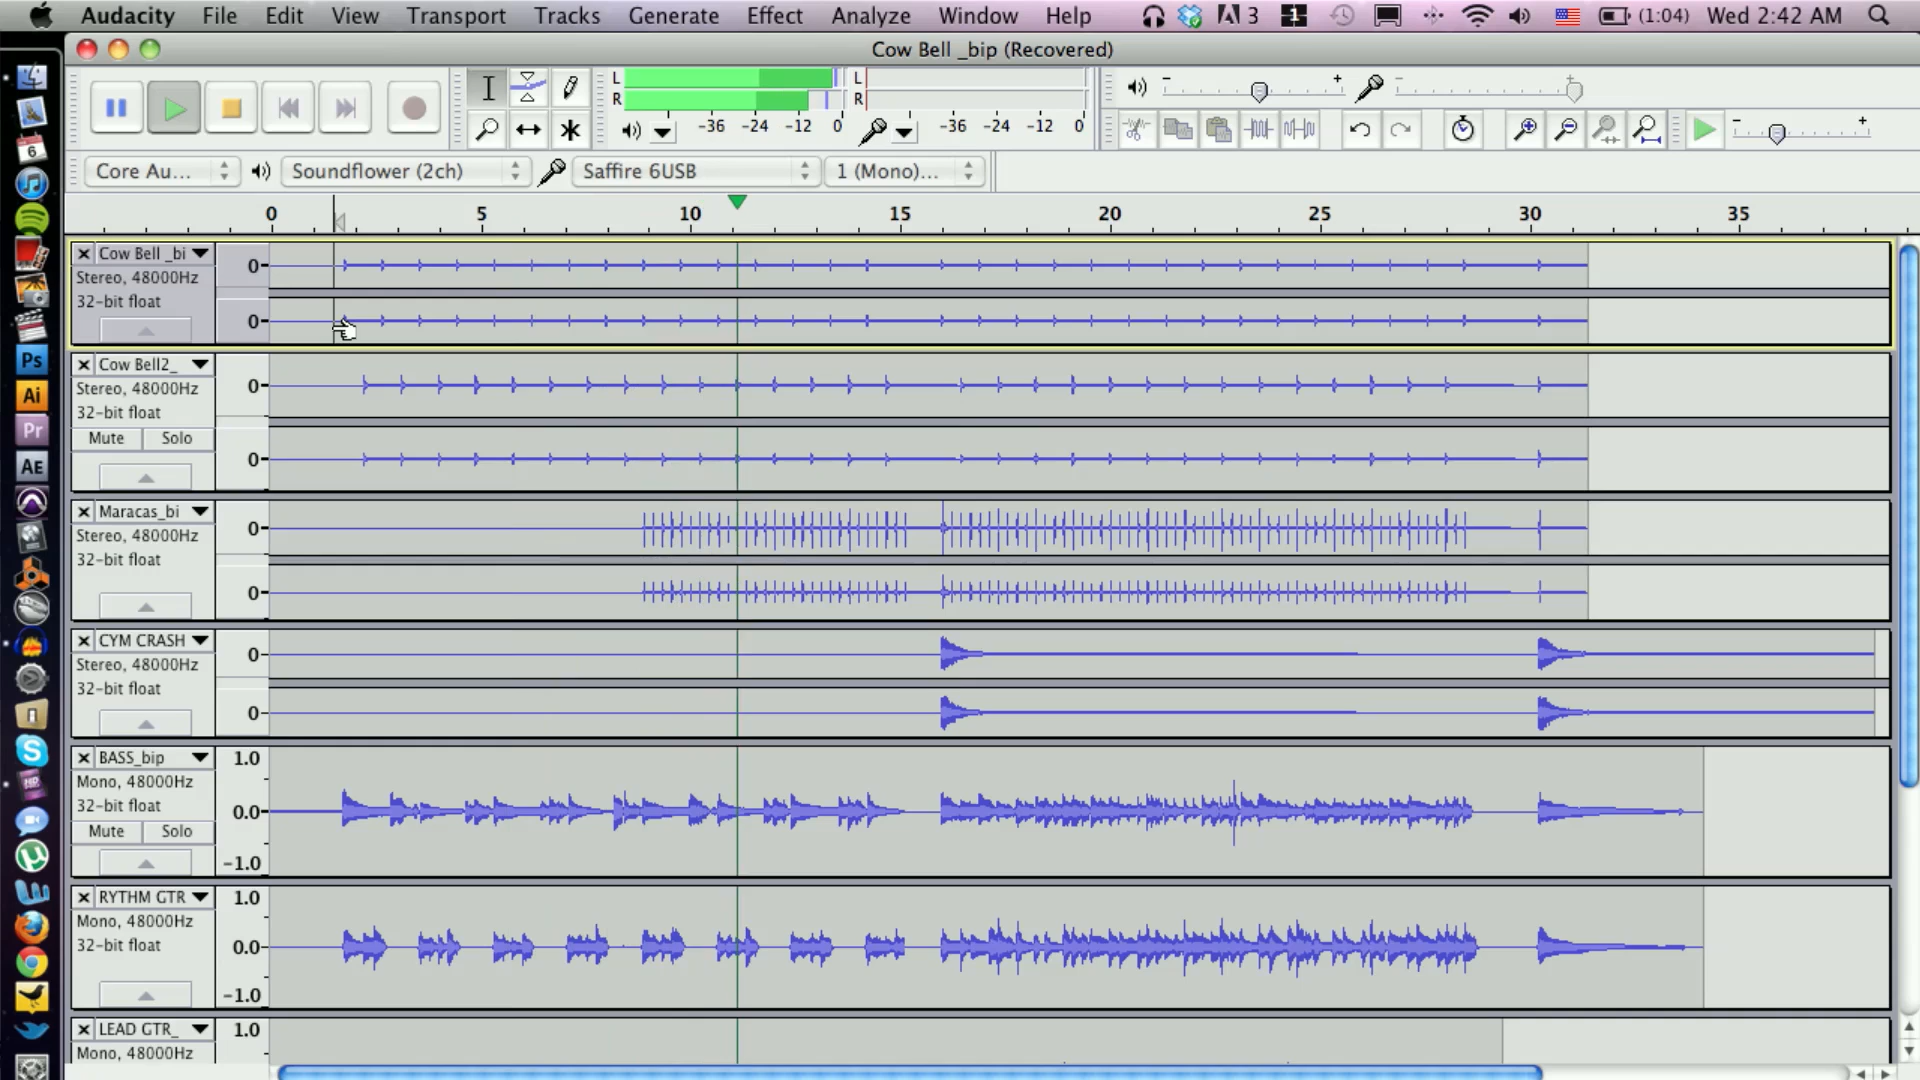 Audacity File Edit View Transport Tracks Generate Effect Analyze Window Help 3 1 (1:04) Wed 2:42 AM
Cow Bell _bip (Recovered)
L L
R R
-36 -24 -12 0 -36 -24 -12 0
Core Au... Soundflower (2ch) Saffire 6USB 1 (Mono)...
0 5 10 15 20 25 30 35
Cow Bell _bi
Stereo, 48000Hz
32-bit float
0
0
Cow Bell2_
Stereo, 48000Hz
32-bit float
Mute Solo
0
0
Maracas_bi
Stereo, 48000Hz
32-bit float
0
0
CYM CRASH
Stereo, 48000Hz
32-bit float
0
0
BASS_bip
Mono, 48000Hz
32-bit float
Mute Solo
1.0
0.0
-1.0
RYTHM GTR
Mono, 48000Hz
32-bit float
1.0
0.0
-1.0
LEAD GTR_
Mono, 48000Hz
1.0
6
Ps
Ai
Pr
AE